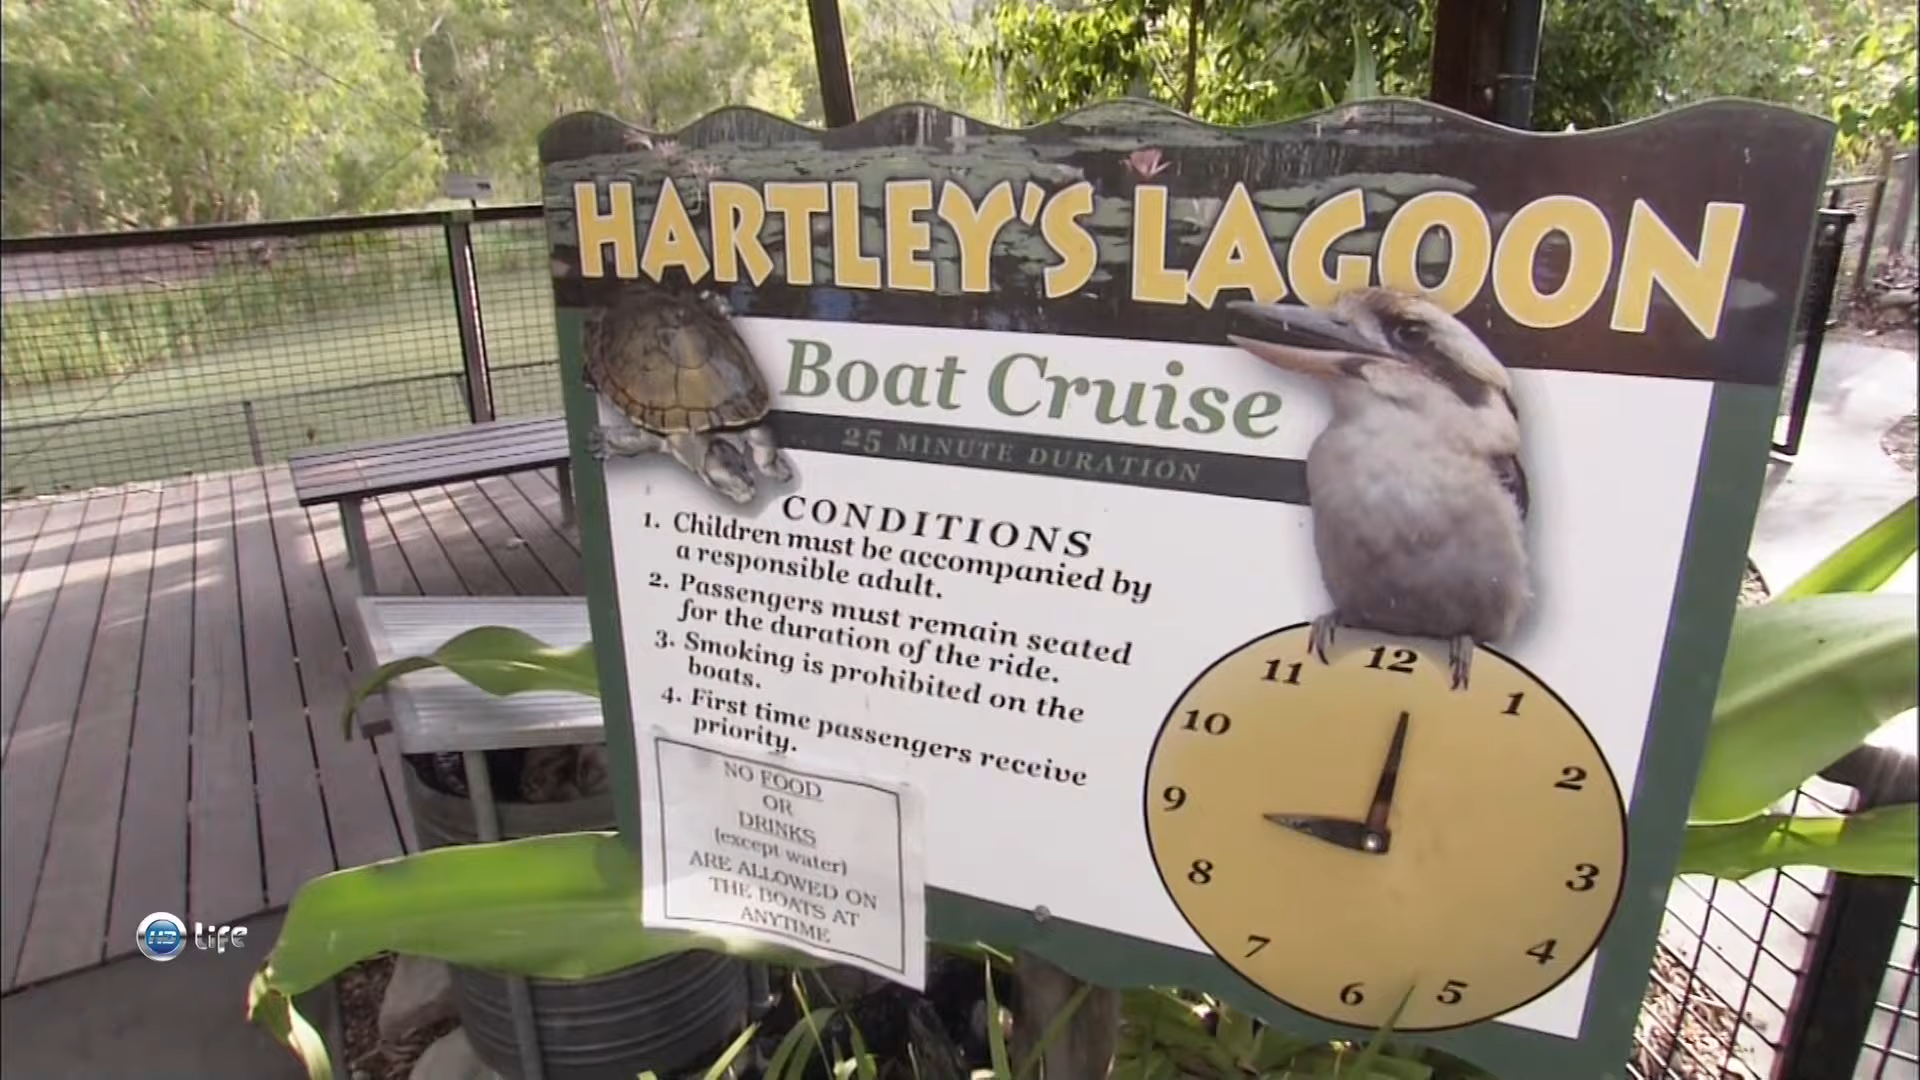 HARTLEY'S LAGOON
Boat Cruise
25 MINUTE DURATION
CONDITIONS
1. Children must be accompanied by
a responsible adult.
2. Passengers must remain seated
for the duration of the ride.
3. Smoking is prohibited on the
boats.
4. First time passengers receive
priority.
NO FOOD
OR
DRINKS
(except water)
ARE ALLOWED ON
THE BOATS AT
ANYTIME
12
1
2
3
4
5
6
7
8
9
10
11
HD Life